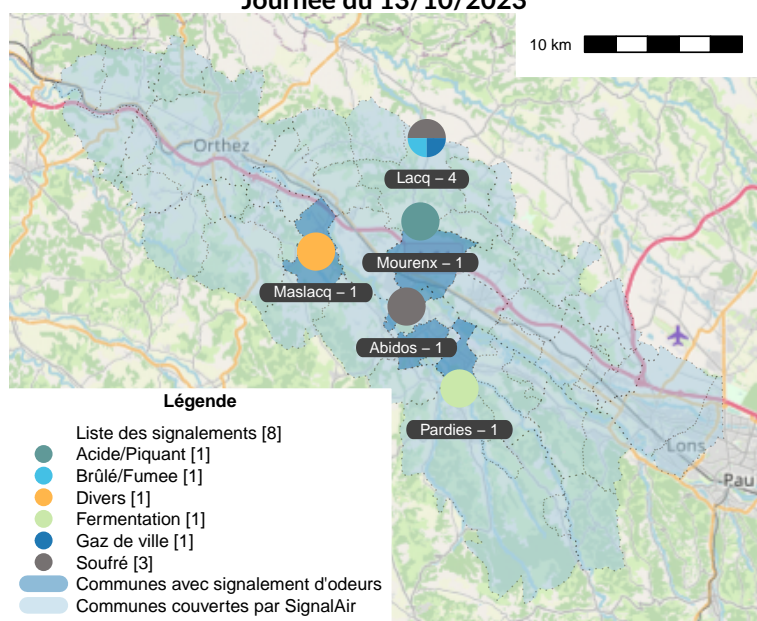 Journée du 13/10/2023
10 km
Orthez
Lacq – 4
Mourenx – 1
Maslacq – 1
Abidos – 1
Pardies – 1
Lons
Pau
Légende
Liste des signalements [8]
Acide/Piquant [1]
Brûlé/Fumee [1]
Divers [1]
Fermentation [1]
Gaz de ville [1]
Soufré [3]
Communes avec signalement d'odeurs
Communes couvertes par SignalAir